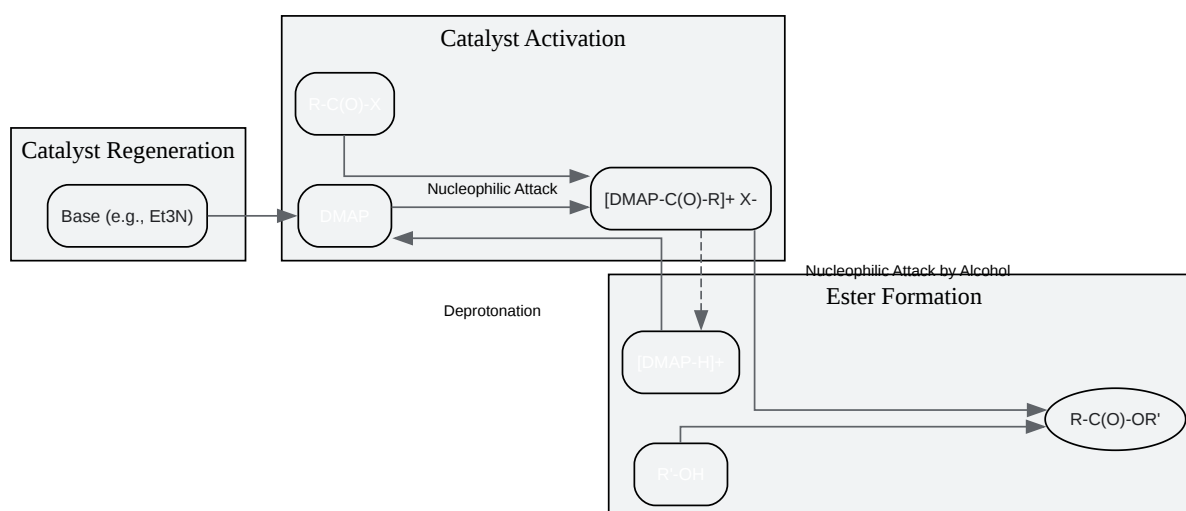 Catalyst Activation
R-C(O)-X
Catalyst Regeneration
Base (e.g., Et3N)
DMAP
Nucleophilic Attack
[DMAP-C(O)-R]+ X-
Deprotonation
Nucleophilic Attack by Alcohol
Ester Formation
[DMAP-H]+
R'-OH
R-C(O)-OR'